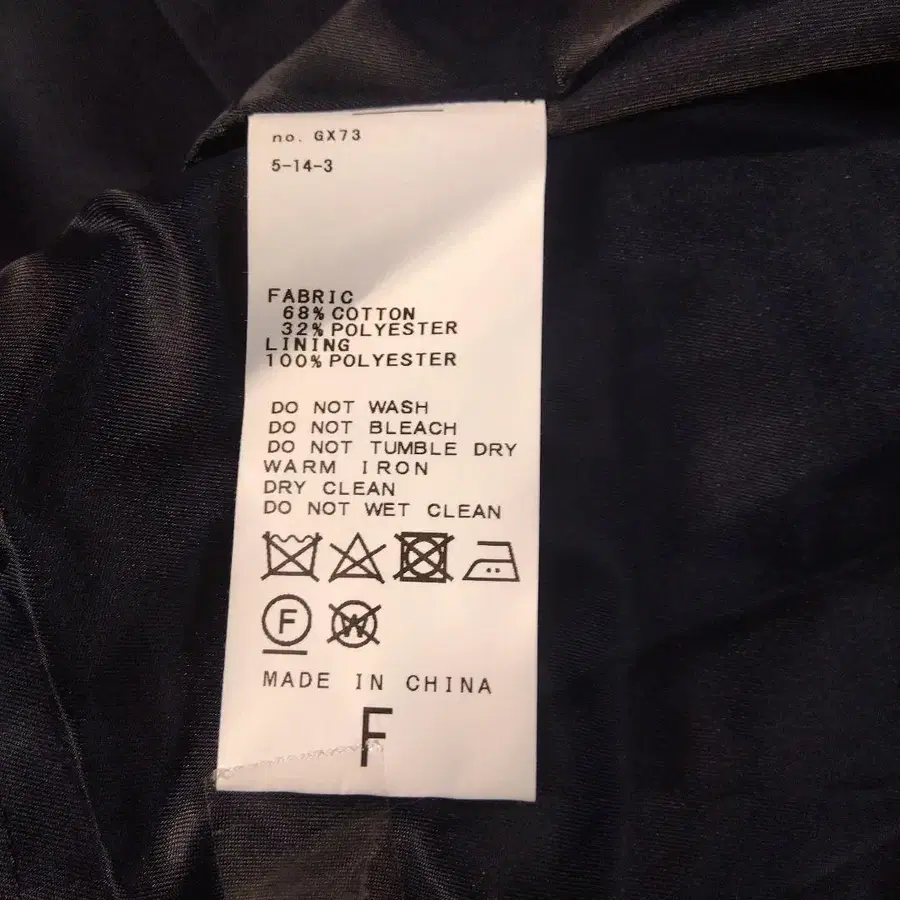 no. GX73
5-14-3
FABRIC
68% COTTON
32% POLYESTER
LINING
100% POLYESTER
DO NOT WASH
DO NOT BLEACH
DO NOT TUMBLE DRY
WARM IRON
DRY CLEAN
DO NOT WET CLEAN
F W
MADE IN CHINA
F